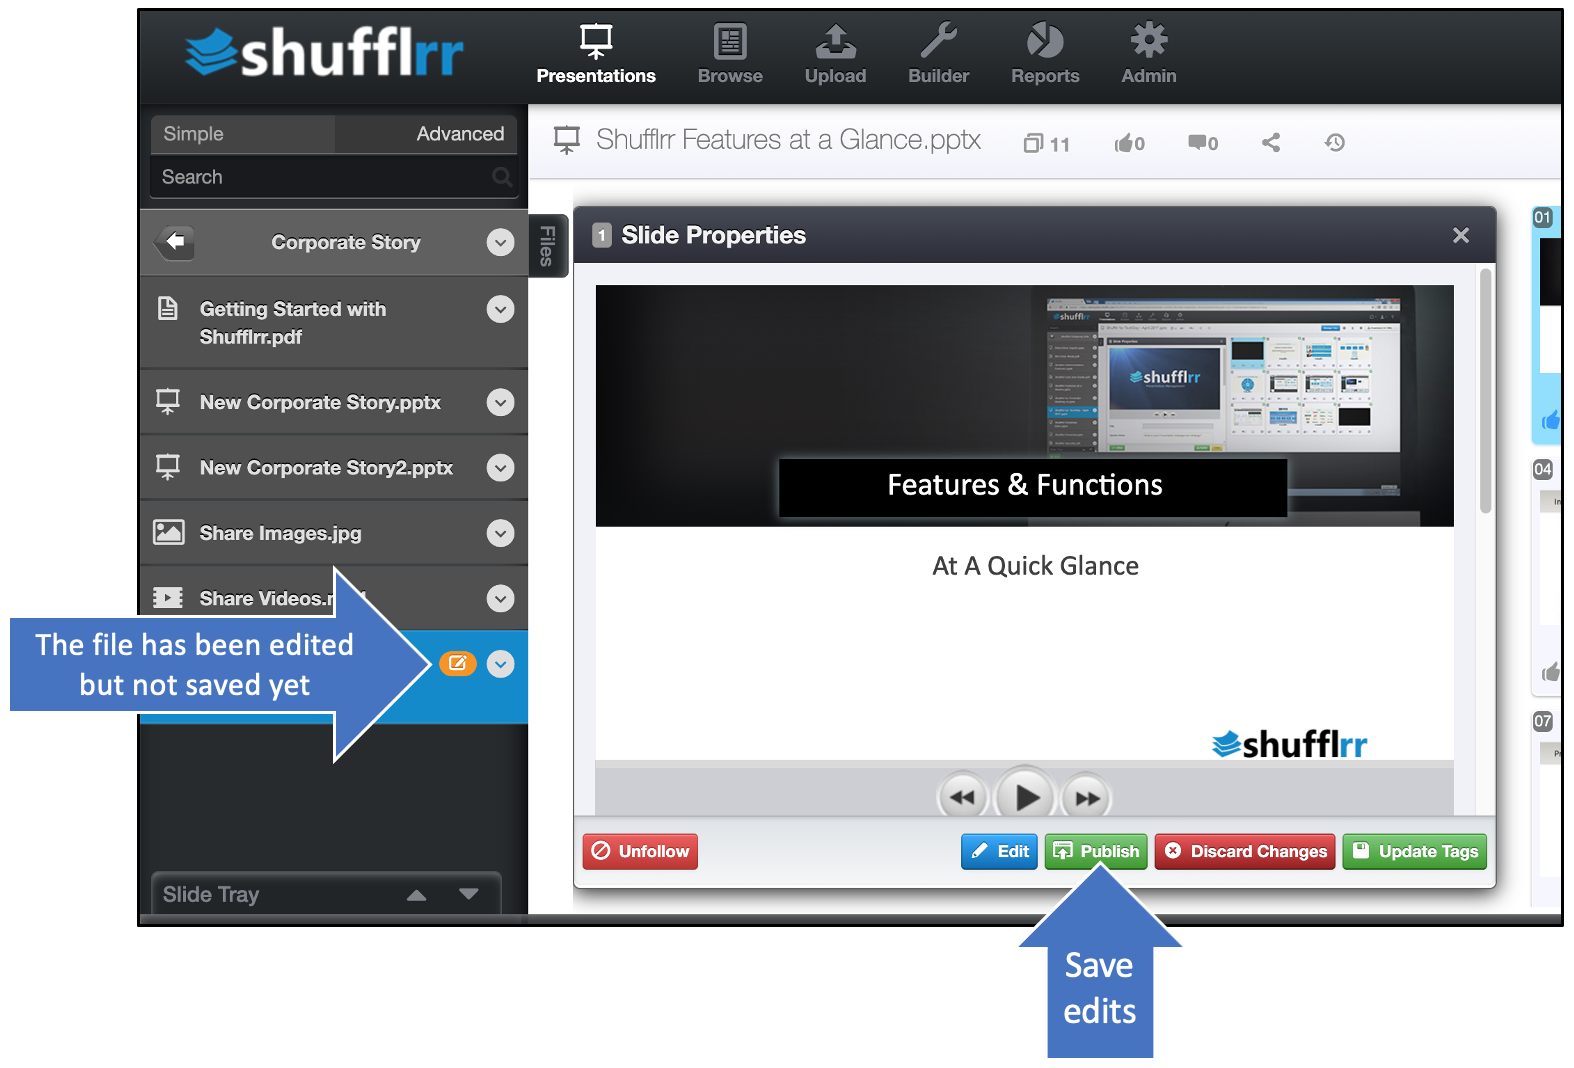 shufflrr
Presentations
Browse
Upload
Builder
Reports
Admin
Simple
Advanced
Search
Shufflrr Features at a Glance.pptx
11
0
0
Corporate Story
Files
Getting Started with
Shufflrr.pdf
New Corporate Story.pptx
New Corporate Story2.pptx
Share Images.jpg
Share Videos.
The file has been edited
but not saved yet
Slide Tray
1 Slide Properties
shufflrr
shufflrr
Features & Functions
At A Quick Glance
shufflrr
Unfollow
Edit
Publish
Discard Changes
Update Tags
01
04
In
07
Save
edits